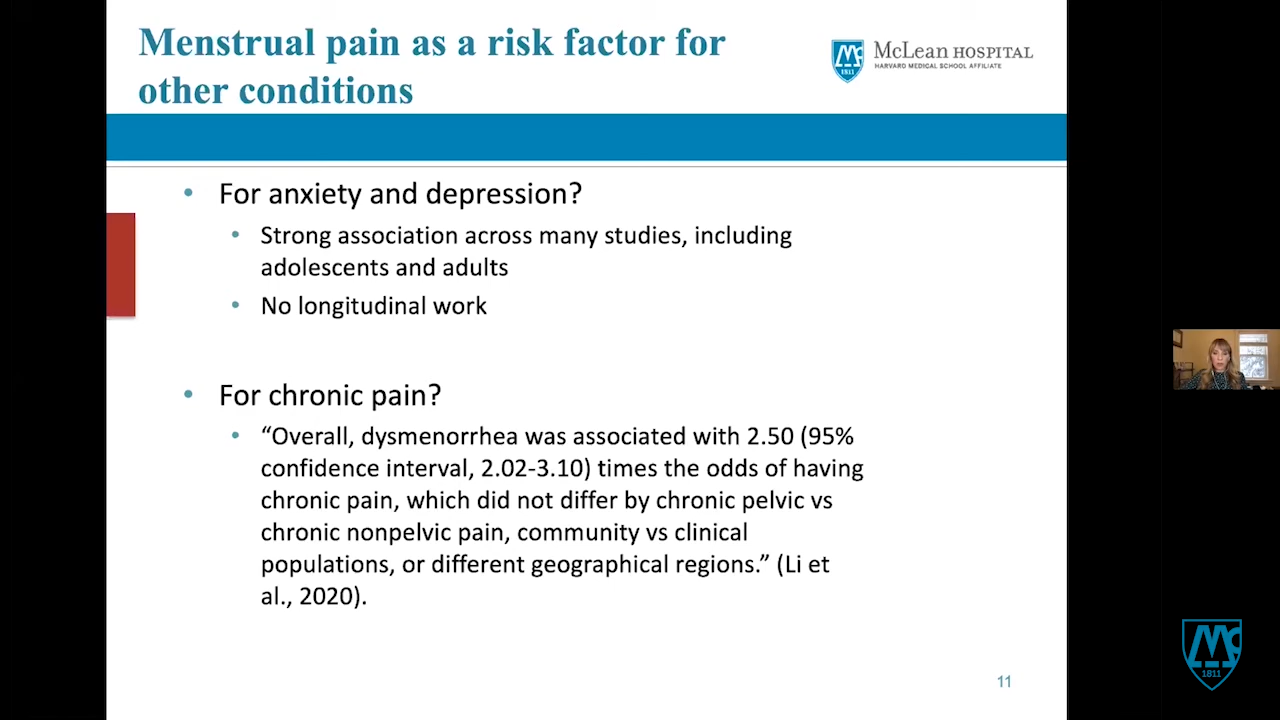 Menstrual pain as a risk factor for
other conditions
McLean HOSPITAL
HARVARD MEDICAL SCHOOL AFFILIATE
1811
• For anxiety and depression?
• Strong association across many studies, including
adolescents and adults
• No longitudinal work
• For chronic pain?
• “Overall, dysmenorrhea was associated with 2.50 (95%
confidence interval, 2.02-3.10) times the odds of having
chronic pain, which did not differ by chronic pelvic vs
chronic nonpelvic pain, community vs clinical
populations, or different geographical regions.” (Li et
al., 2020).
11
1811